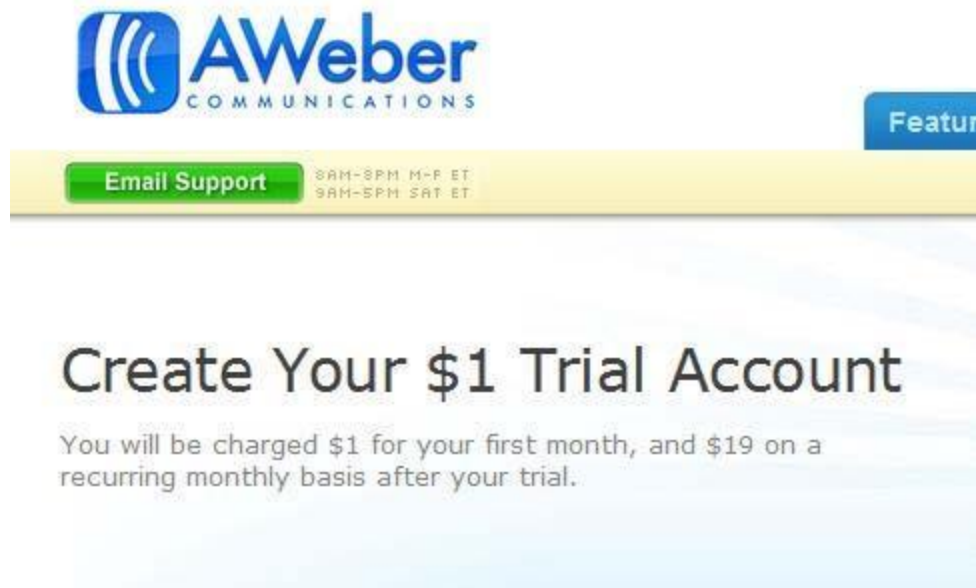 AWeber
COMMUNICATIONS
Featur
Email Support
8AM-8PM M-F ET
9AM-5PM SAT ET
Create Your $1 Trial Account
You will be charged $1 for your first month, and $19 on a
recurring monthly basis after your trial.